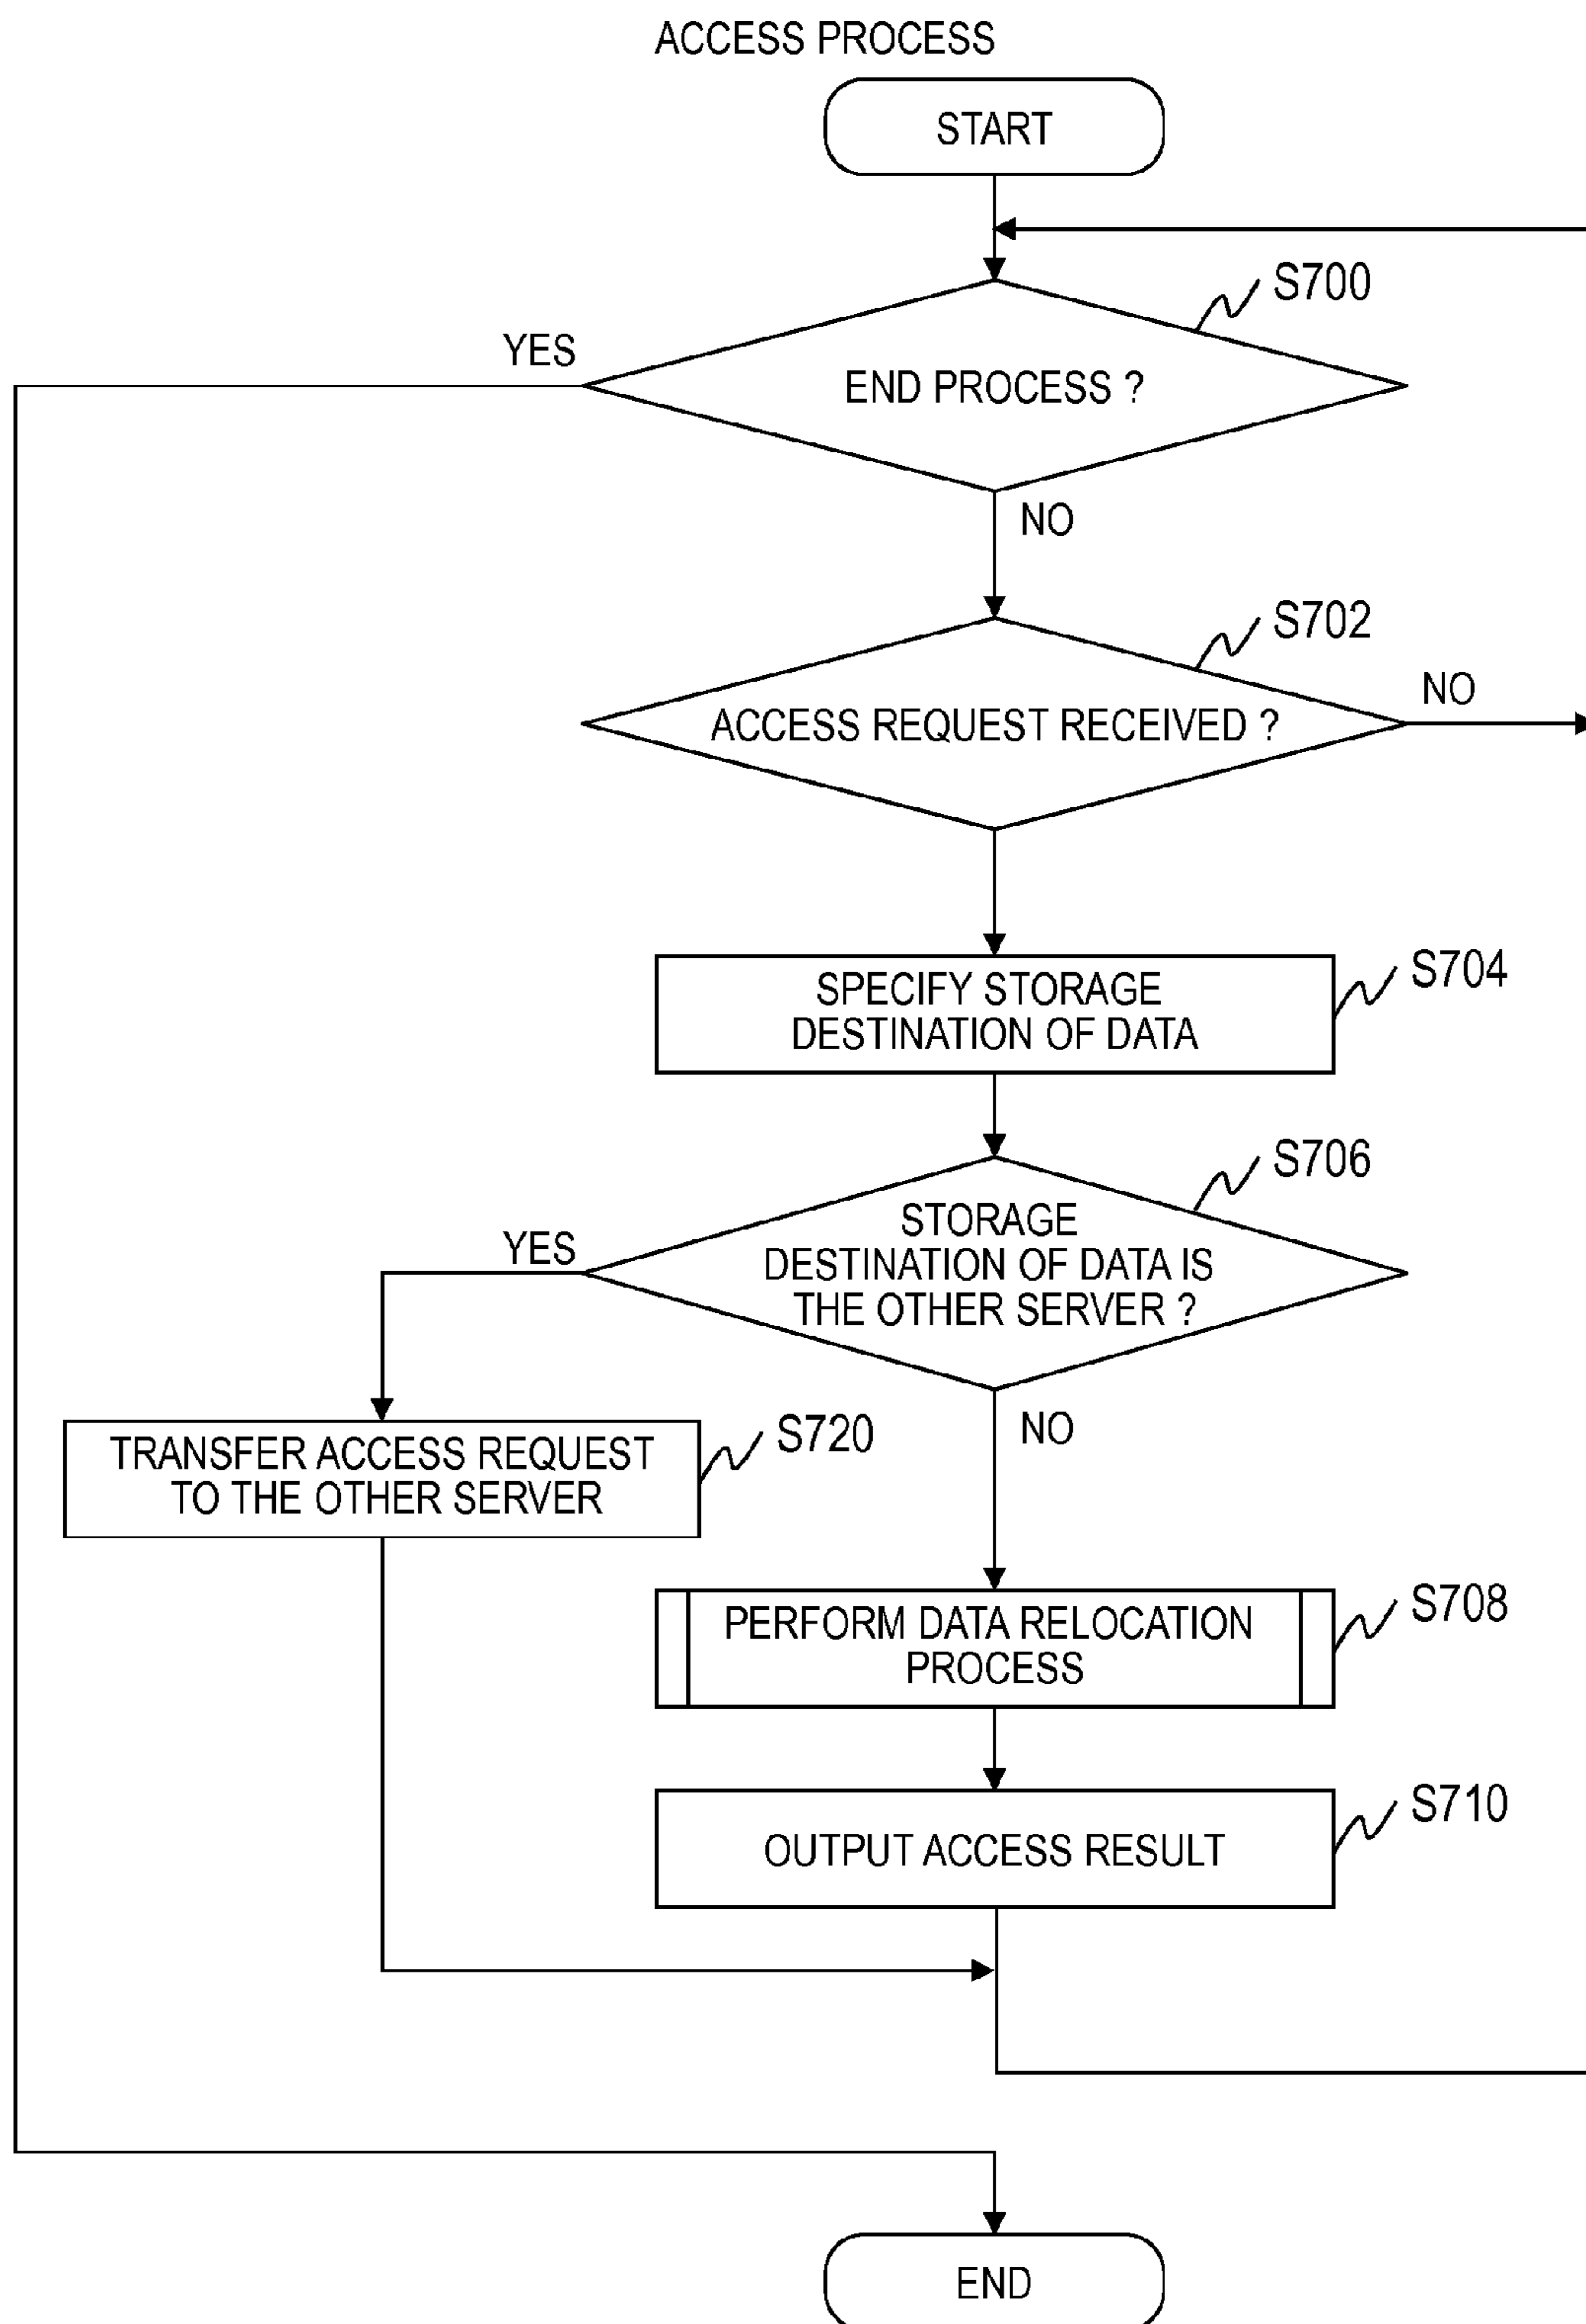 ACCESS PROCESS
START
S700
YES
END PROCESS ?
NO
S702
NO
ACCESS REQUEST RECEIVED ?
SPECIFY STORAGE
DESTINATION OF DATA
S704
S706
YES
STORAGE
DESTINATION OF DATA IS
THE OTHER SERVER ?
NO
TRANSFER ACCESS REQUEST
TO THE OTHER SERVER
S720
PERFORM DATA RELOCATION
PROCESS
S708
S710
OUTPUT ACCESS RESULT
END